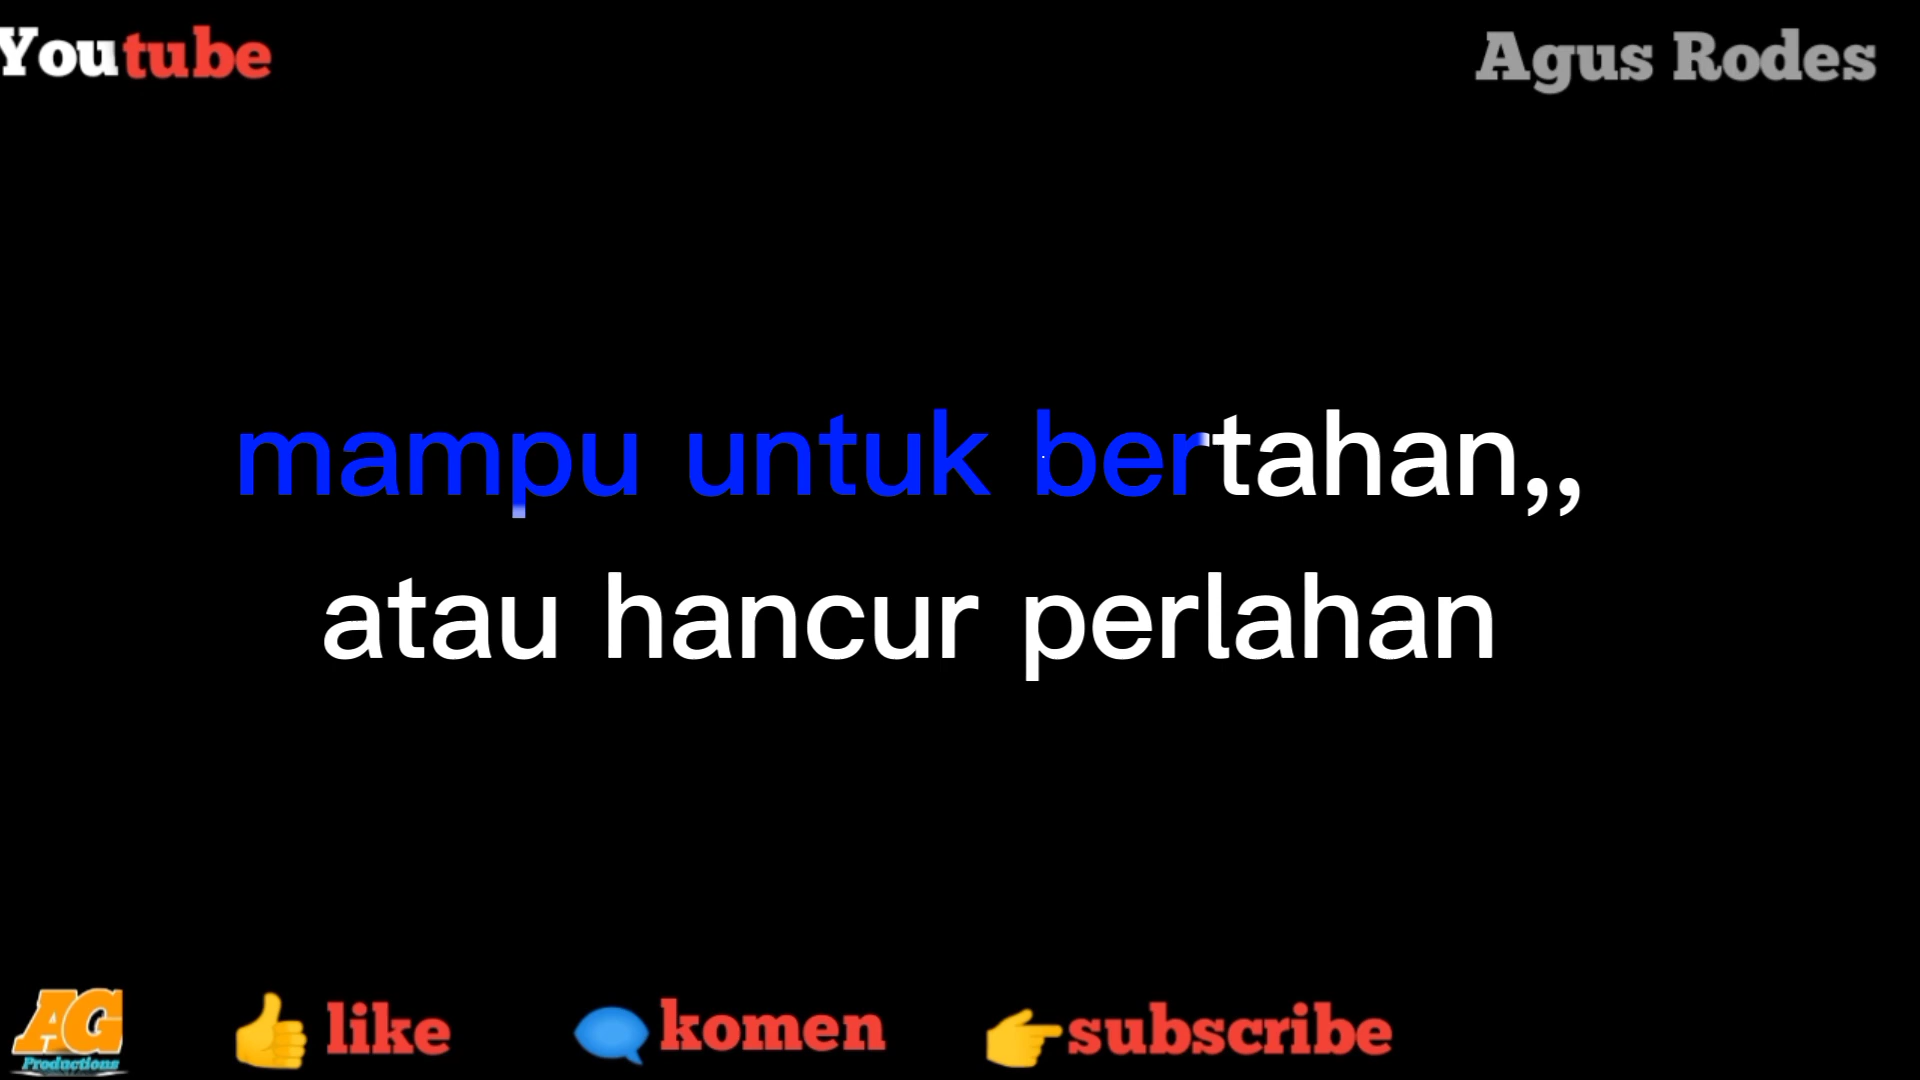 Youtube
Agus Rodes
mampu untuk bertahan,,
atau hancur perlahan
AG
Productions
like
komen
subscribe